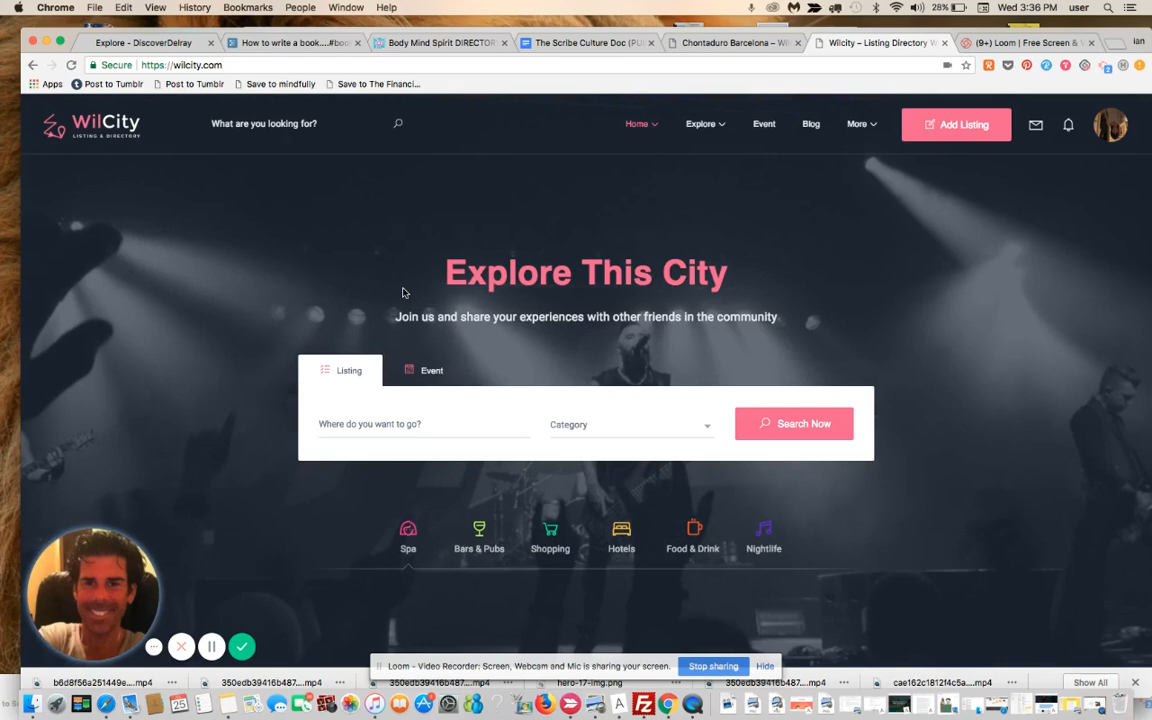 Chrome File Edit View History Bookmarks People Window Help 28% Wed 3:36 PM user
Explore - DiscoverDelray How to write a book....#boo Body Mind Spirit DIRECTOR The Scribe Culture Doc (PU Chontaduro Barcelona – Wil Wilcity – Listing Directory W (9+) Loom | Free Screen & Ian
Secure https://wilcity.com
Apps Post to Tumblr Post to Tumblr Save to mindfully Save to The Financi...
WilCity
LISTING & DIRECTORY
What are you looking for? Home Explore Event Blog More Add Listing
Explore This City
Join us and share your experiences with other friends in the community
Listing Event
Where do you want to go? Category Search Now
Spa Bars & Pubs Shopping Hotels Food & Drink Nightlife
Loom - Video Recorder: Screen, Webcam and Mic is sharing your screen. Stop sharing Hide
b6d8f56a251449e....mp4 350edb39416b487....mp4 350edb39416b487....mp4 hero-17-img.png 350edb39416b487....mp4 cae162c1812f4c5a....mp4 Show All